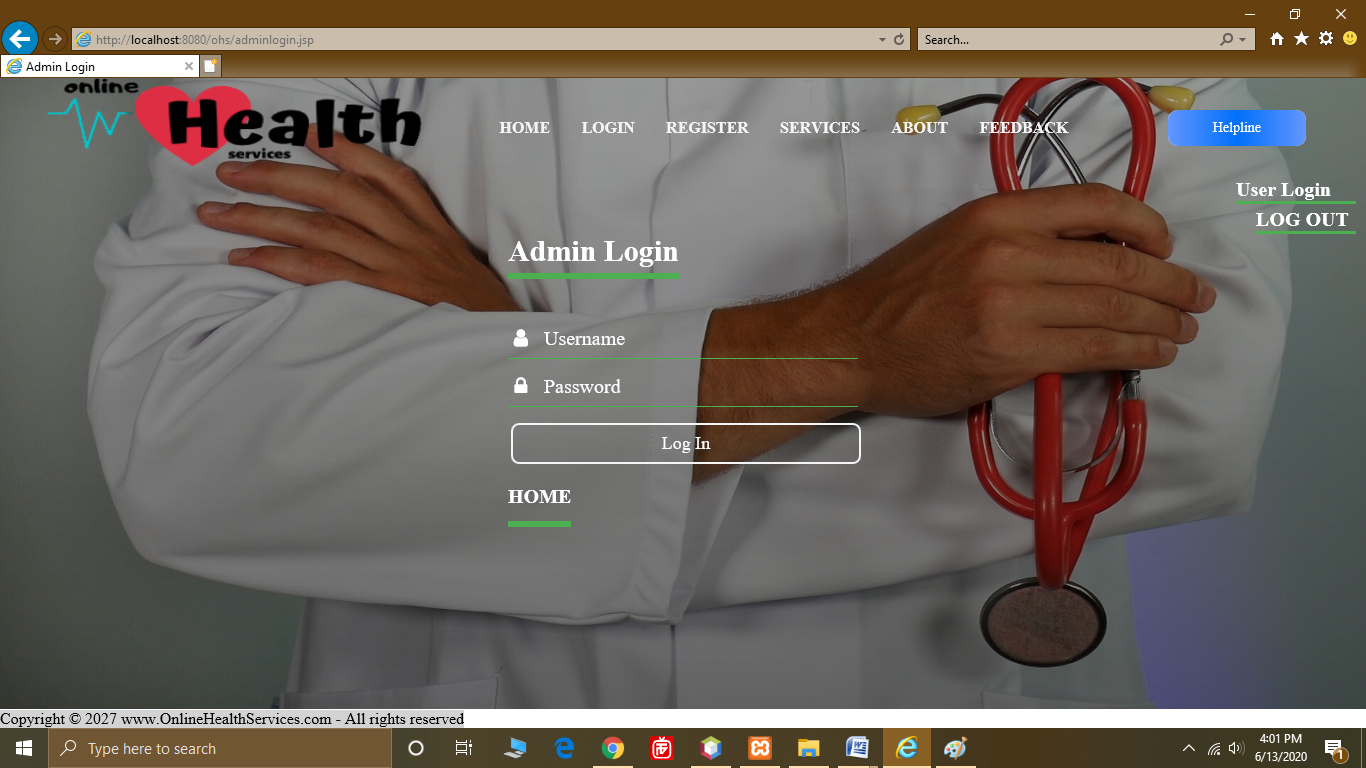 http://localhost:8080/ohs/adminlogin.jsp
Search...
Admin Login
online
Health
services
HOME LOGIN REGISTER SERVICES ABOUT FEEDBACK
Helpline
User Login
LOG OUT
Admin Login
Username
Password
Log In
HOME
Copyright © 2027 www.OnlineHealthServices.com - All rights reserved
Type here to search
4:01 PM
6/13/2020
1